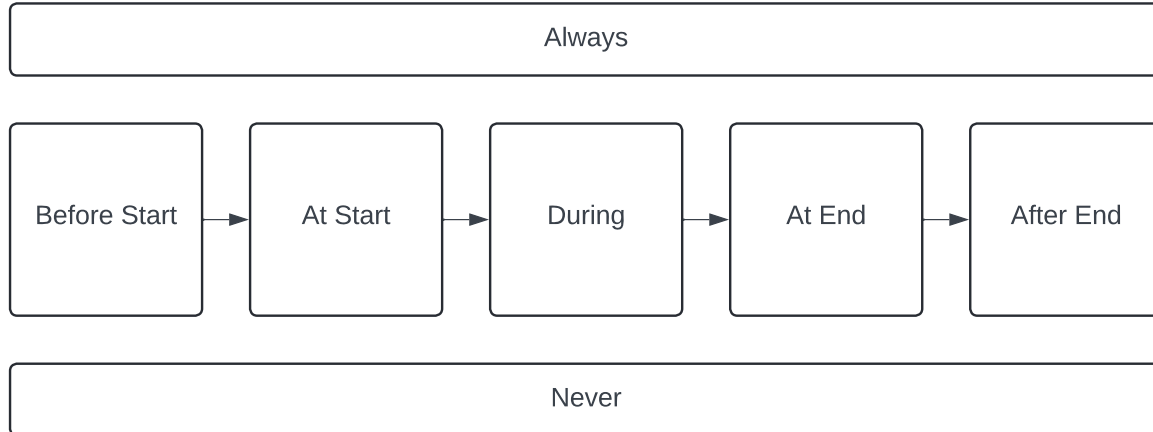 Always
Before Start
At Start
During
At End
After End
Never